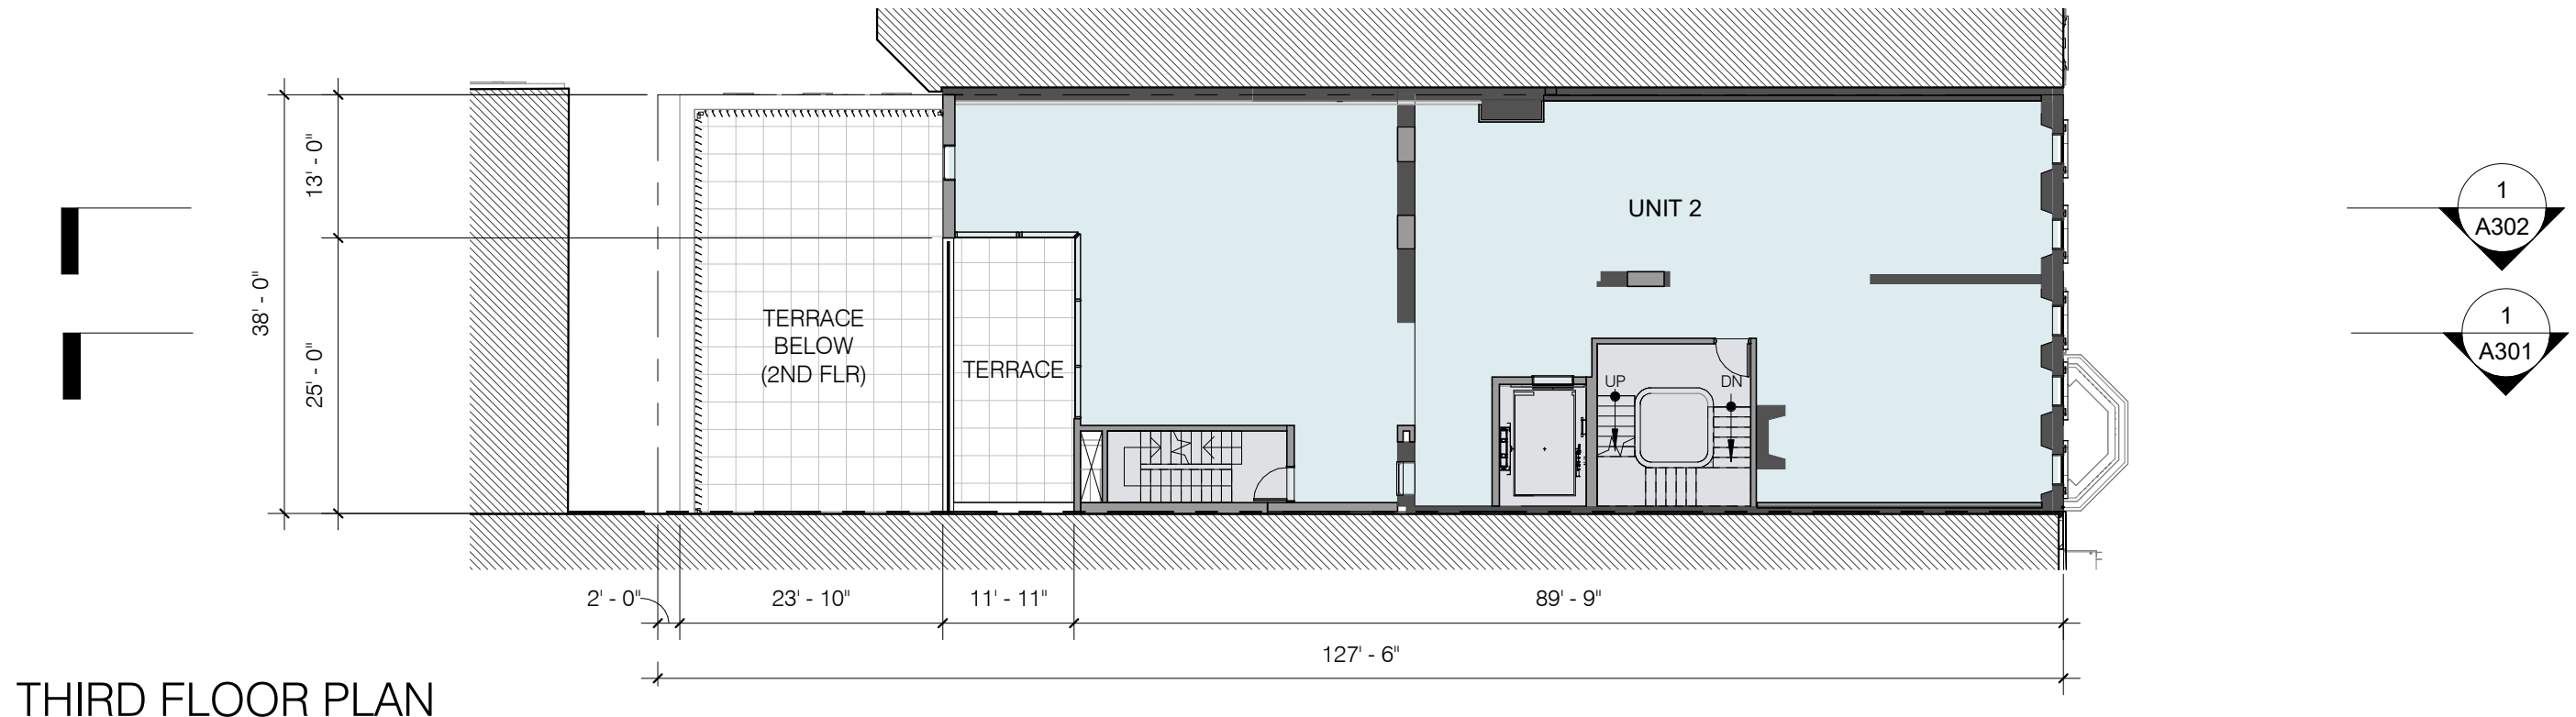 1
A302
UNIT 2
13' - 0"
38' - 0"
25' - 0"
1
A301
TERRACE
BELOW
(2ND FLR)
TERRACE
UP
DN
2' - 0"
23' - 10"
11' - 11"
89' - 9"
127' - 6"
THIRD FLOOR PLAN